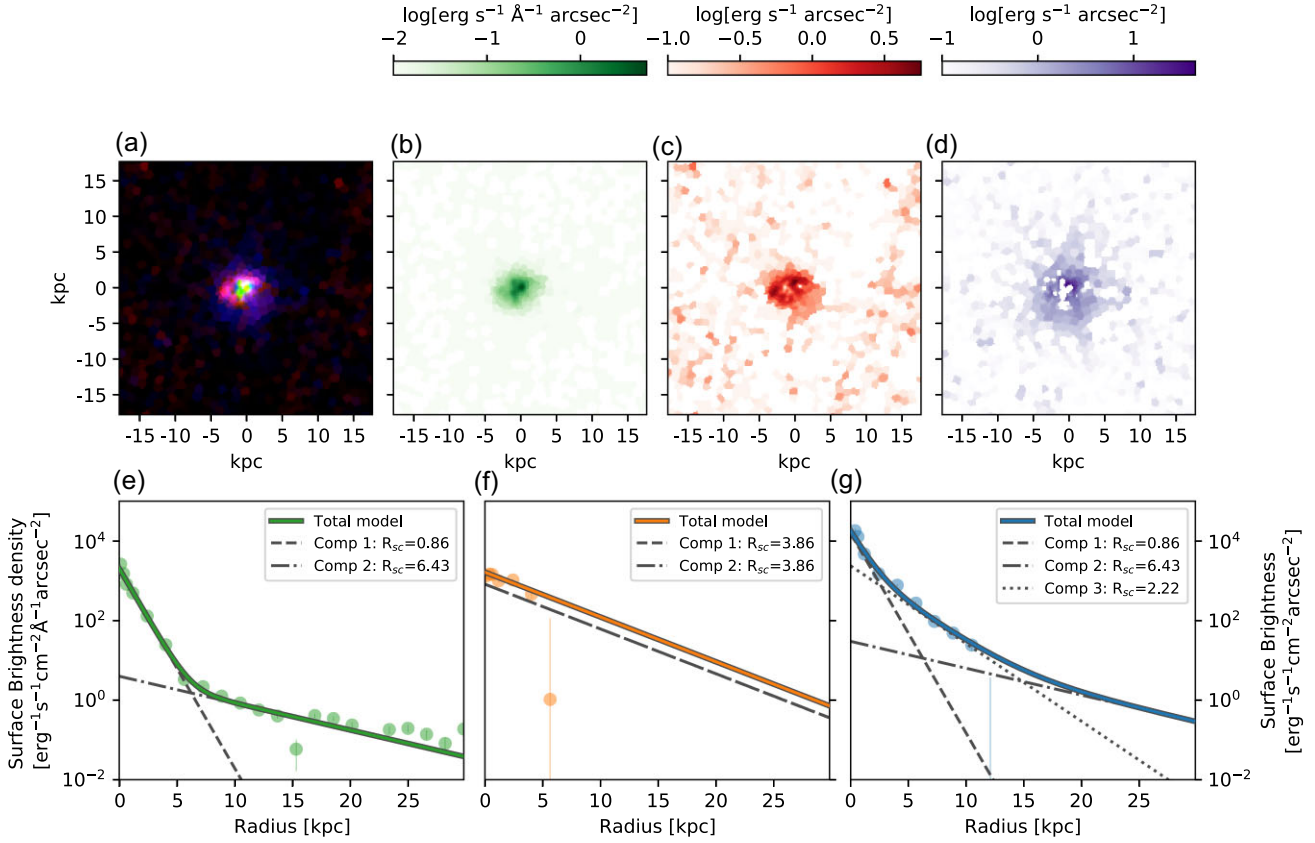 log[erg s⁻¹ Å⁻¹ arcsec⁻²] log[erg s⁻¹ arcsec⁻²] log[erg s⁻¹ arcsec⁻²]
−2 −1 0 −1.0 −0.5 0.0 0.5 −1 0 1
(a) (b) (c) (d)
15
10
5
kpc
0
-5
-10
-15
-15 -10 -5 0 5 10 15 -15 -10 -5 0 5 10 15 -15 -10 -5 0 5 10 15 -15 -10 -5 0 5 10 15
kpc kpc kpc kpc
(e) (f) (g)
Surface Brightness density
[erg⁻¹s⁻¹cm⁻²Å⁻¹arcsec⁻²]
10⁴
10²
10⁰
10⁻²
Total model
Comp 1: R_sc=0.86
Comp 2: R_sc=6.43
0 5 10 15 20 25
Radius [kpc]
Total model
Comp 1: R_sc=3.86
Comp 2: R_sc=3.86
0 5 10 15 20 25
Radius [kpc]
Total model
Comp 1: R_sc=0.86
Comp 2: R_sc=6.43
Comp 3: R_sc=2.22
0 5 10 15 20 25
Radius [kpc]
10⁴
10²
10⁰
10⁻²
Surface Brightness
[erg⁻¹s⁻¹cm⁻²arcsec⁻²]